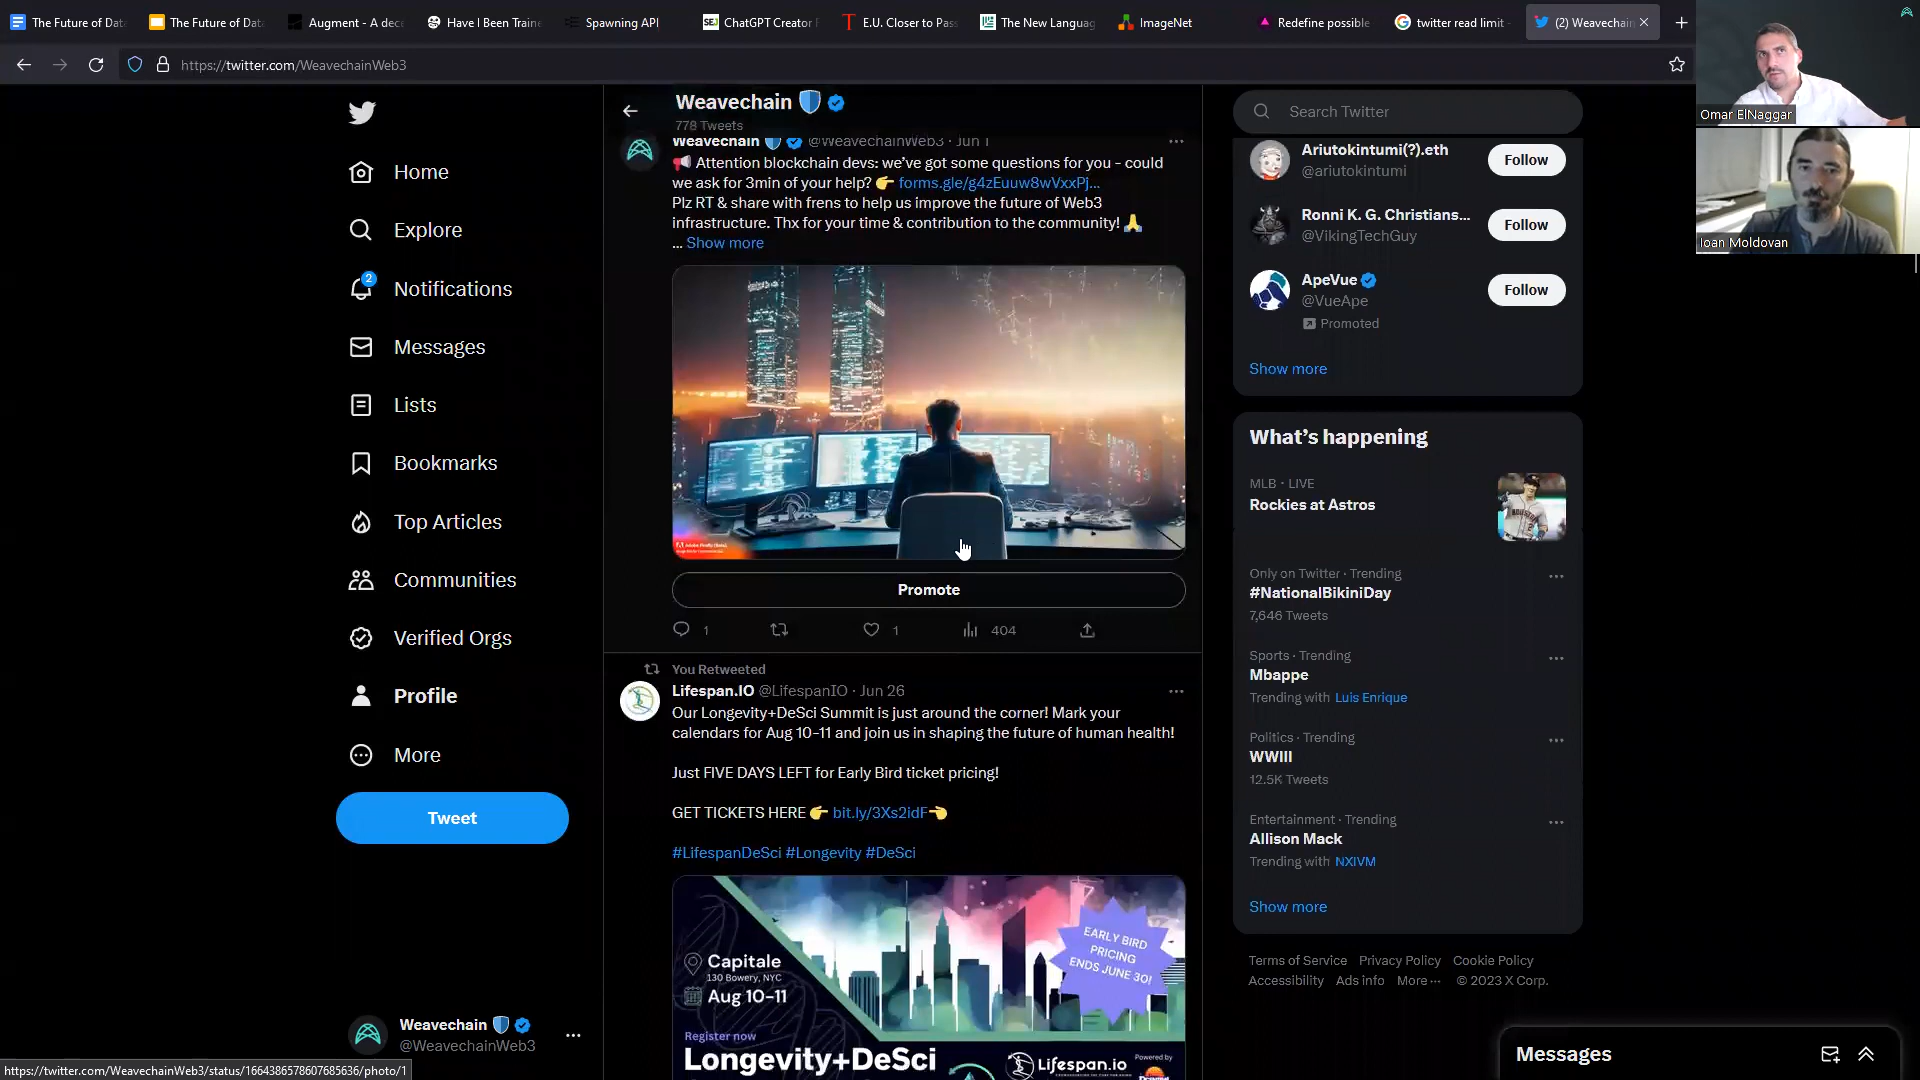 The Future of Dat
The Future of Dat
Augment - A dece
Have I Been Traine
Spawning API
ChatGPT Creator F
E.U. Closer to Pas
The New Languag
ImageNet
Redefine possible
twitter read limit -
(2) Weavechain
https://twitter.com/WeavechainWeb3
Home
Explore
2
Notifications
Messages
Lists
Bookmarks
Top Articles
Communities
Verified Orgs
Profile
More
Tweet
Weavechain
@WeavechainWeb3
https://twitter.com/WeavechainWeb3/status/1664386578607685636/photo/1
Weavechain
778 Tweets
Weavechain @WeavechainWeb3 · Jun 1
Attention blockchain devs: we've got some questions for you - could
we ask for 3min of your help? 👉 forms.gle/g4zEuuw8wVxxPj...
Plz RT & share with frens to help us improve the future of Web3
infrastructure. Thx for your time & contribution to the community! 🙏
... Show more
Promote
1
1
404
You Retweeted
Lifespan.IO @LifespanIO · Jun 26
Our Longevity+DeSci Summit is just around the corner! Mark your
calendars for Aug 10-11 and join us in shaping the future of human health!
Just FIVE DAYS LEFT for Early Bird ticket pricing!
GET TICKETS HERE 👉 bit.ly/3Xs2idF 👈
#LifespanDeSci #Longevity #DeSci
EARLY BIRD
PRICING
ENDS JUNE 30!
Capitale
130 Bowery, NYC
Aug 10-11
Register now
Longevity+DeSci
Lifespan.io
Powered by
Search Twitter
Ariutokintumi(?).eth
@ariutokintumi
Follow
Ronni K. G. Christians...
@VikingTechGuy
Follow
ApeVue
@VueApe
Promoted
Follow
Show more
What's happening
MLB · LIVE
Rockies at Astros
Only on Twitter · Trending
#NationalBikiniDay
7,646 Tweets
Sports · Trending
Mbappe
Trending with Luis Enrique
Politics · Trending
WWIII
12.5K Tweets
Entertainment · Trending
Allison Mack
Trending with NXIVM
Show more
Terms of Service Privacy Policy Cookie Policy
Accessibility Ads info More ··· © 2023 X Corp.
Messages
Omar ElNaggar
Ioan Moldovan